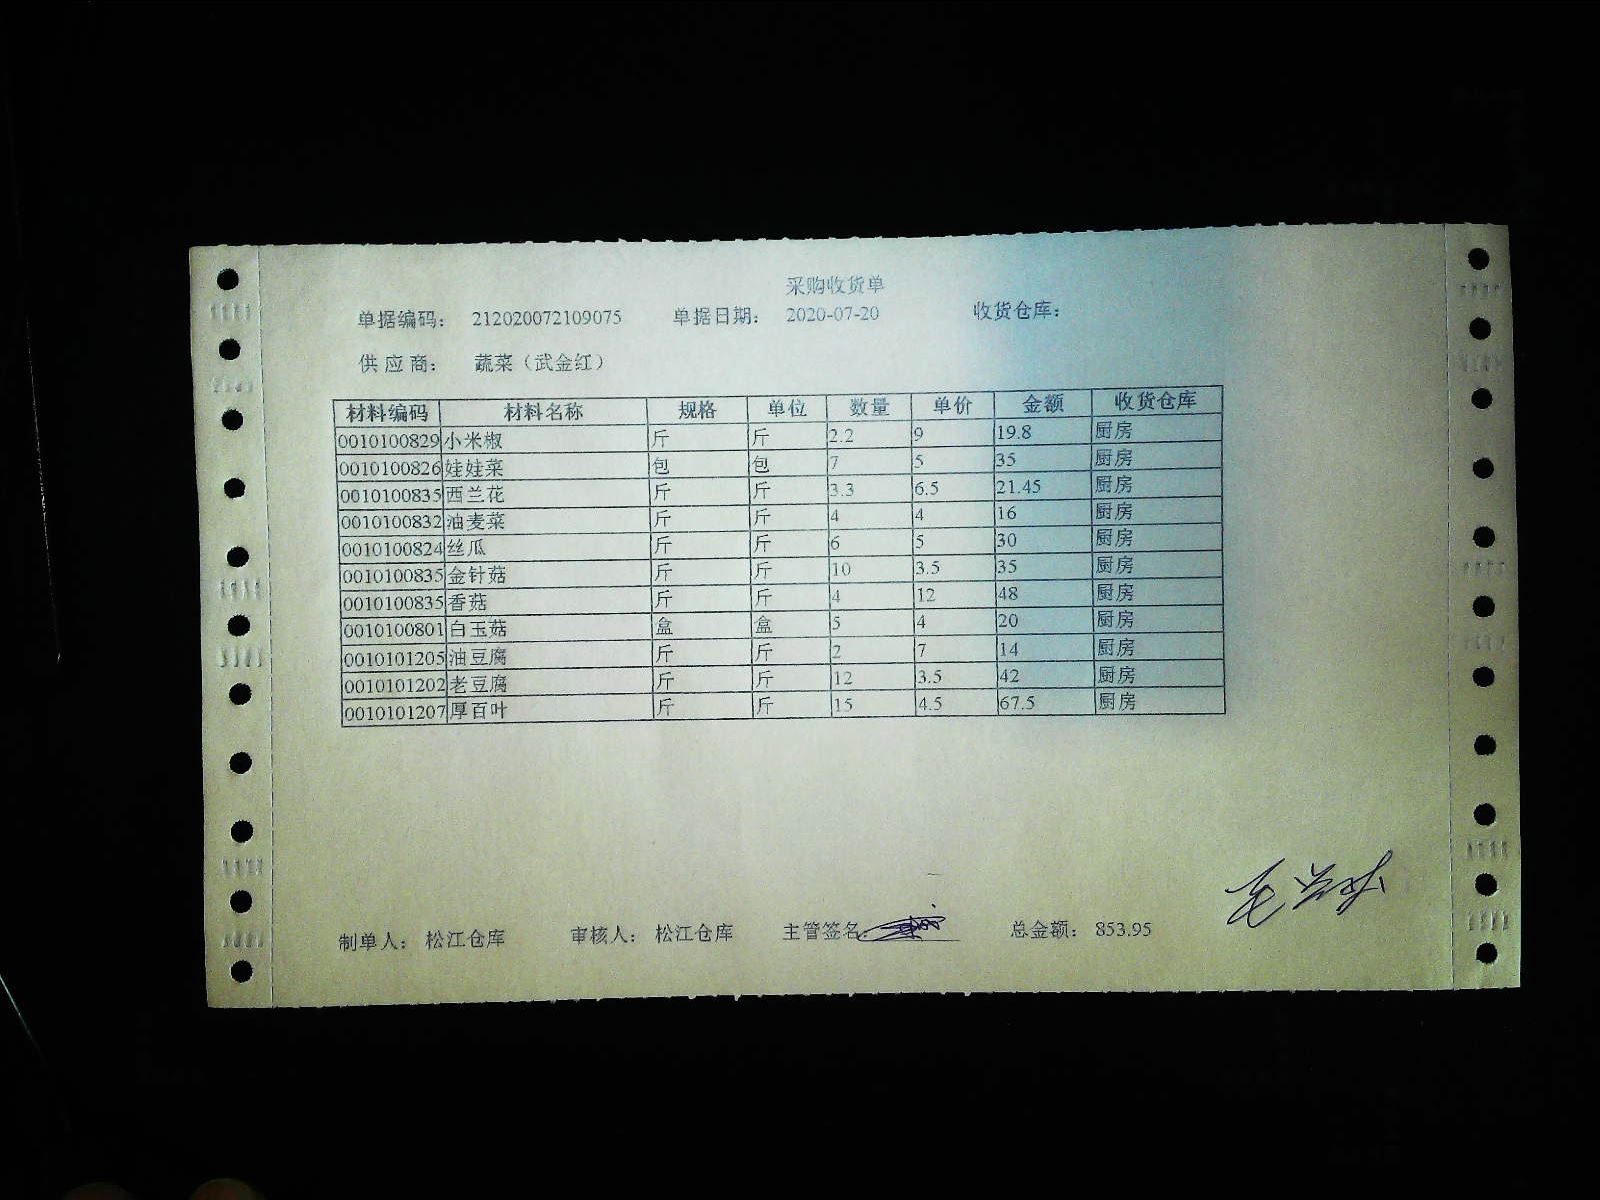 采购收货单
单据编码： 212020072109075 单据日期： 2020-07-20 收货仓库：
供 应 商： 蔬菜（武金红）
材料编码 材料名称 规格 单位 数量 单价 金额 收货仓库
0010100829 小米椒 斤 斤 2.2 9 19.8 厨房
0010100826 娃娃菜 包 包 7 5 35 厨房
0010100835 西兰花 斤 斤 3.3 6.5 21.45 厨房
0010100832 油麦菜 斤 斤 4 4 16 厨房
0010100824 丝瓜 斤 斤 6 5 30 厨房
0010100835 金针菇 斤 斤 10 3.5 35 厨房
0010100835 香菇 斤 斤 4 12 48 厨房
0010100801 白玉菇 盒 盒 5 4 20 厨房
0010101205 油豆腐 斤 斤 2 7 14 厨房
0010101202 老豆腐 斤 斤 12 3.5 42 厨房
0010101207 厚百叶 斤 斤 15 4.5 67.5 厨房
制单人： 松江仓库 审核人： 松江仓库 主管签名： 总金额： 853.95